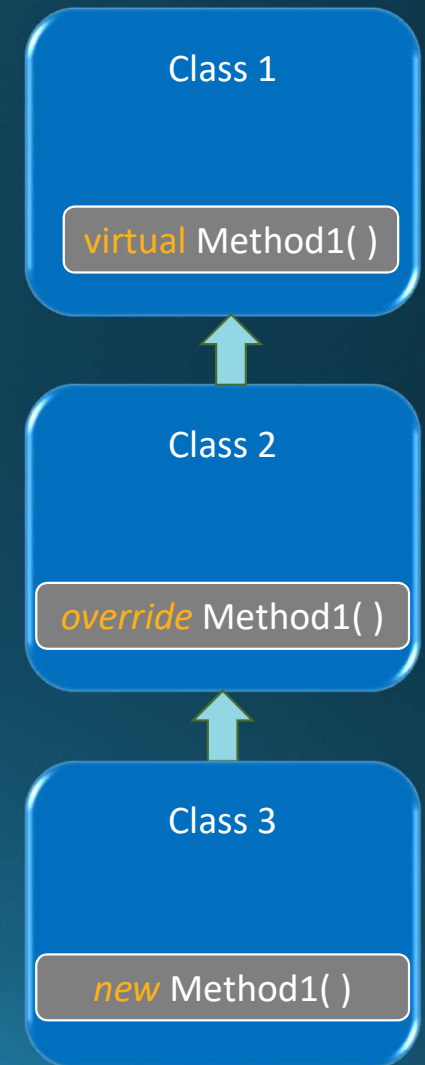 Class 1
virtual Method1( )
Class 2
override Method1( )
Class 3
new Method1( )